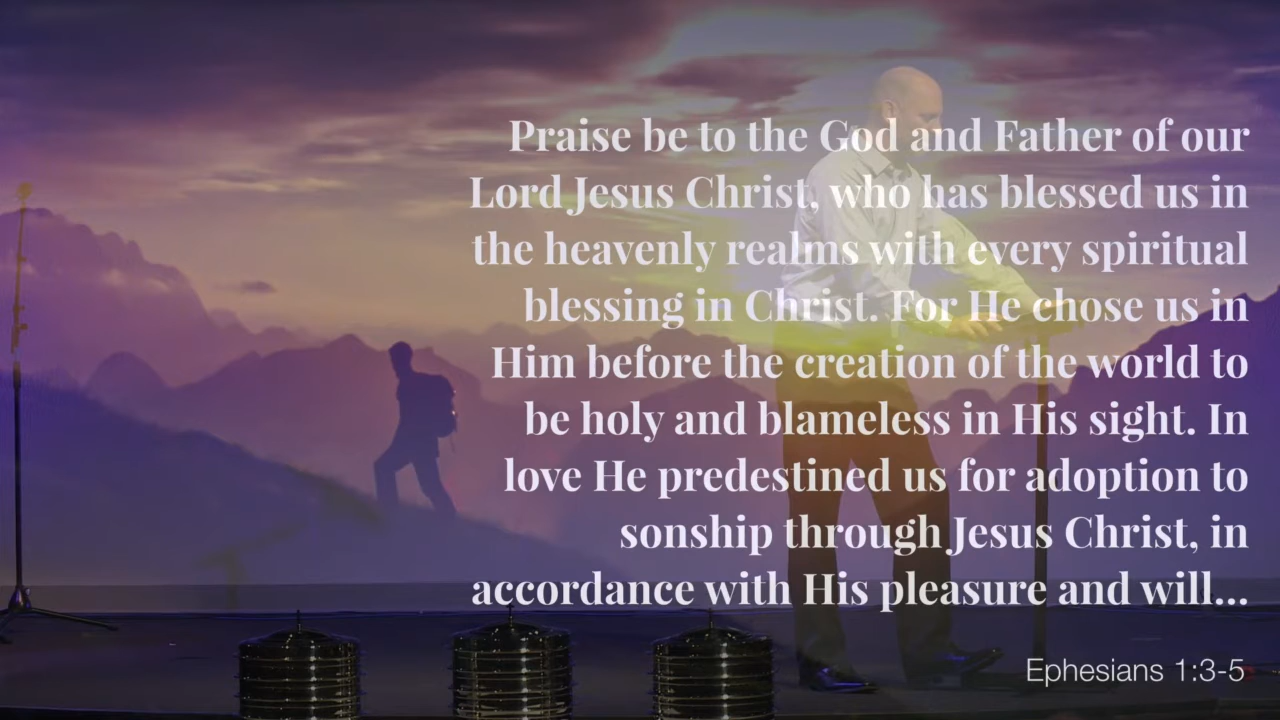 Praise be to the God and Father of our
Lord Jesus Christ, who has blessed us in
the heavenly realms with every spiritual
blessing in Christ. For He chose us in
Him before the creation of the world to
be holy and blameless in His sight. In
love He predestined us for adoption to
sonship through Jesus Christ, in
accordance with His pleasure and will...
Ephesians 1:3-5